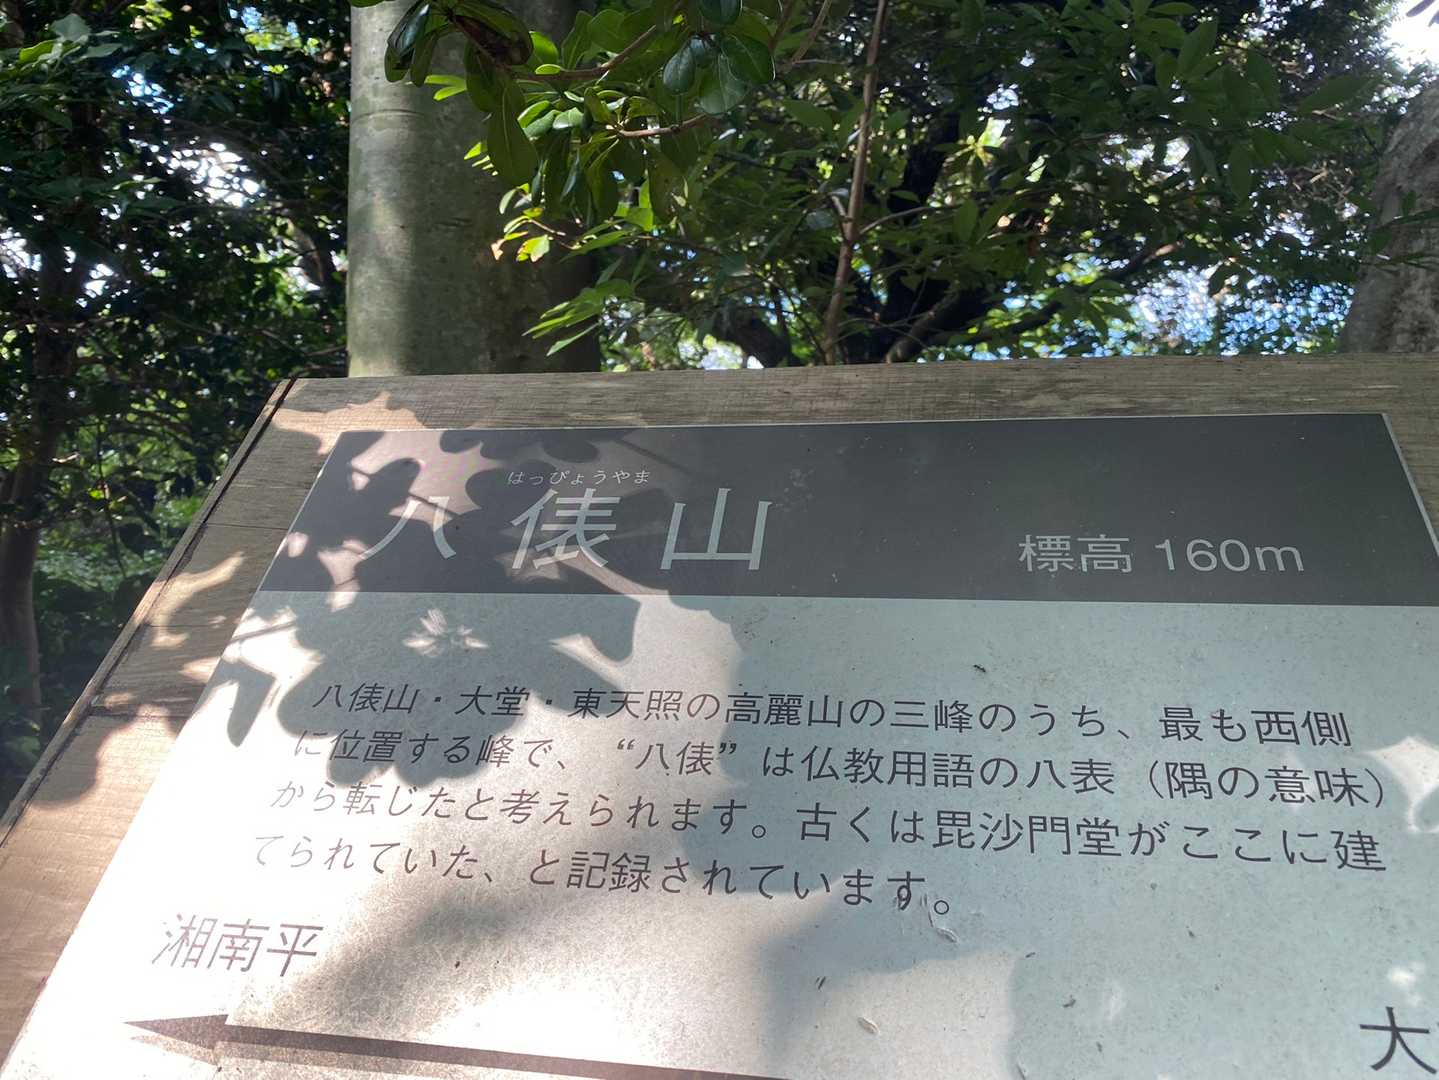 はっぴょうやま
八俵山 標高 160m
八俵山・大堂・東天照の高麗山の三峰のうち、最も西側
に位置する峰で、“八俵”は仏教用語の八表（隅の意味）
から転じたと考えられます。古くは毘沙門堂がここに建
てられていた、と記録されています。
湘南平
大